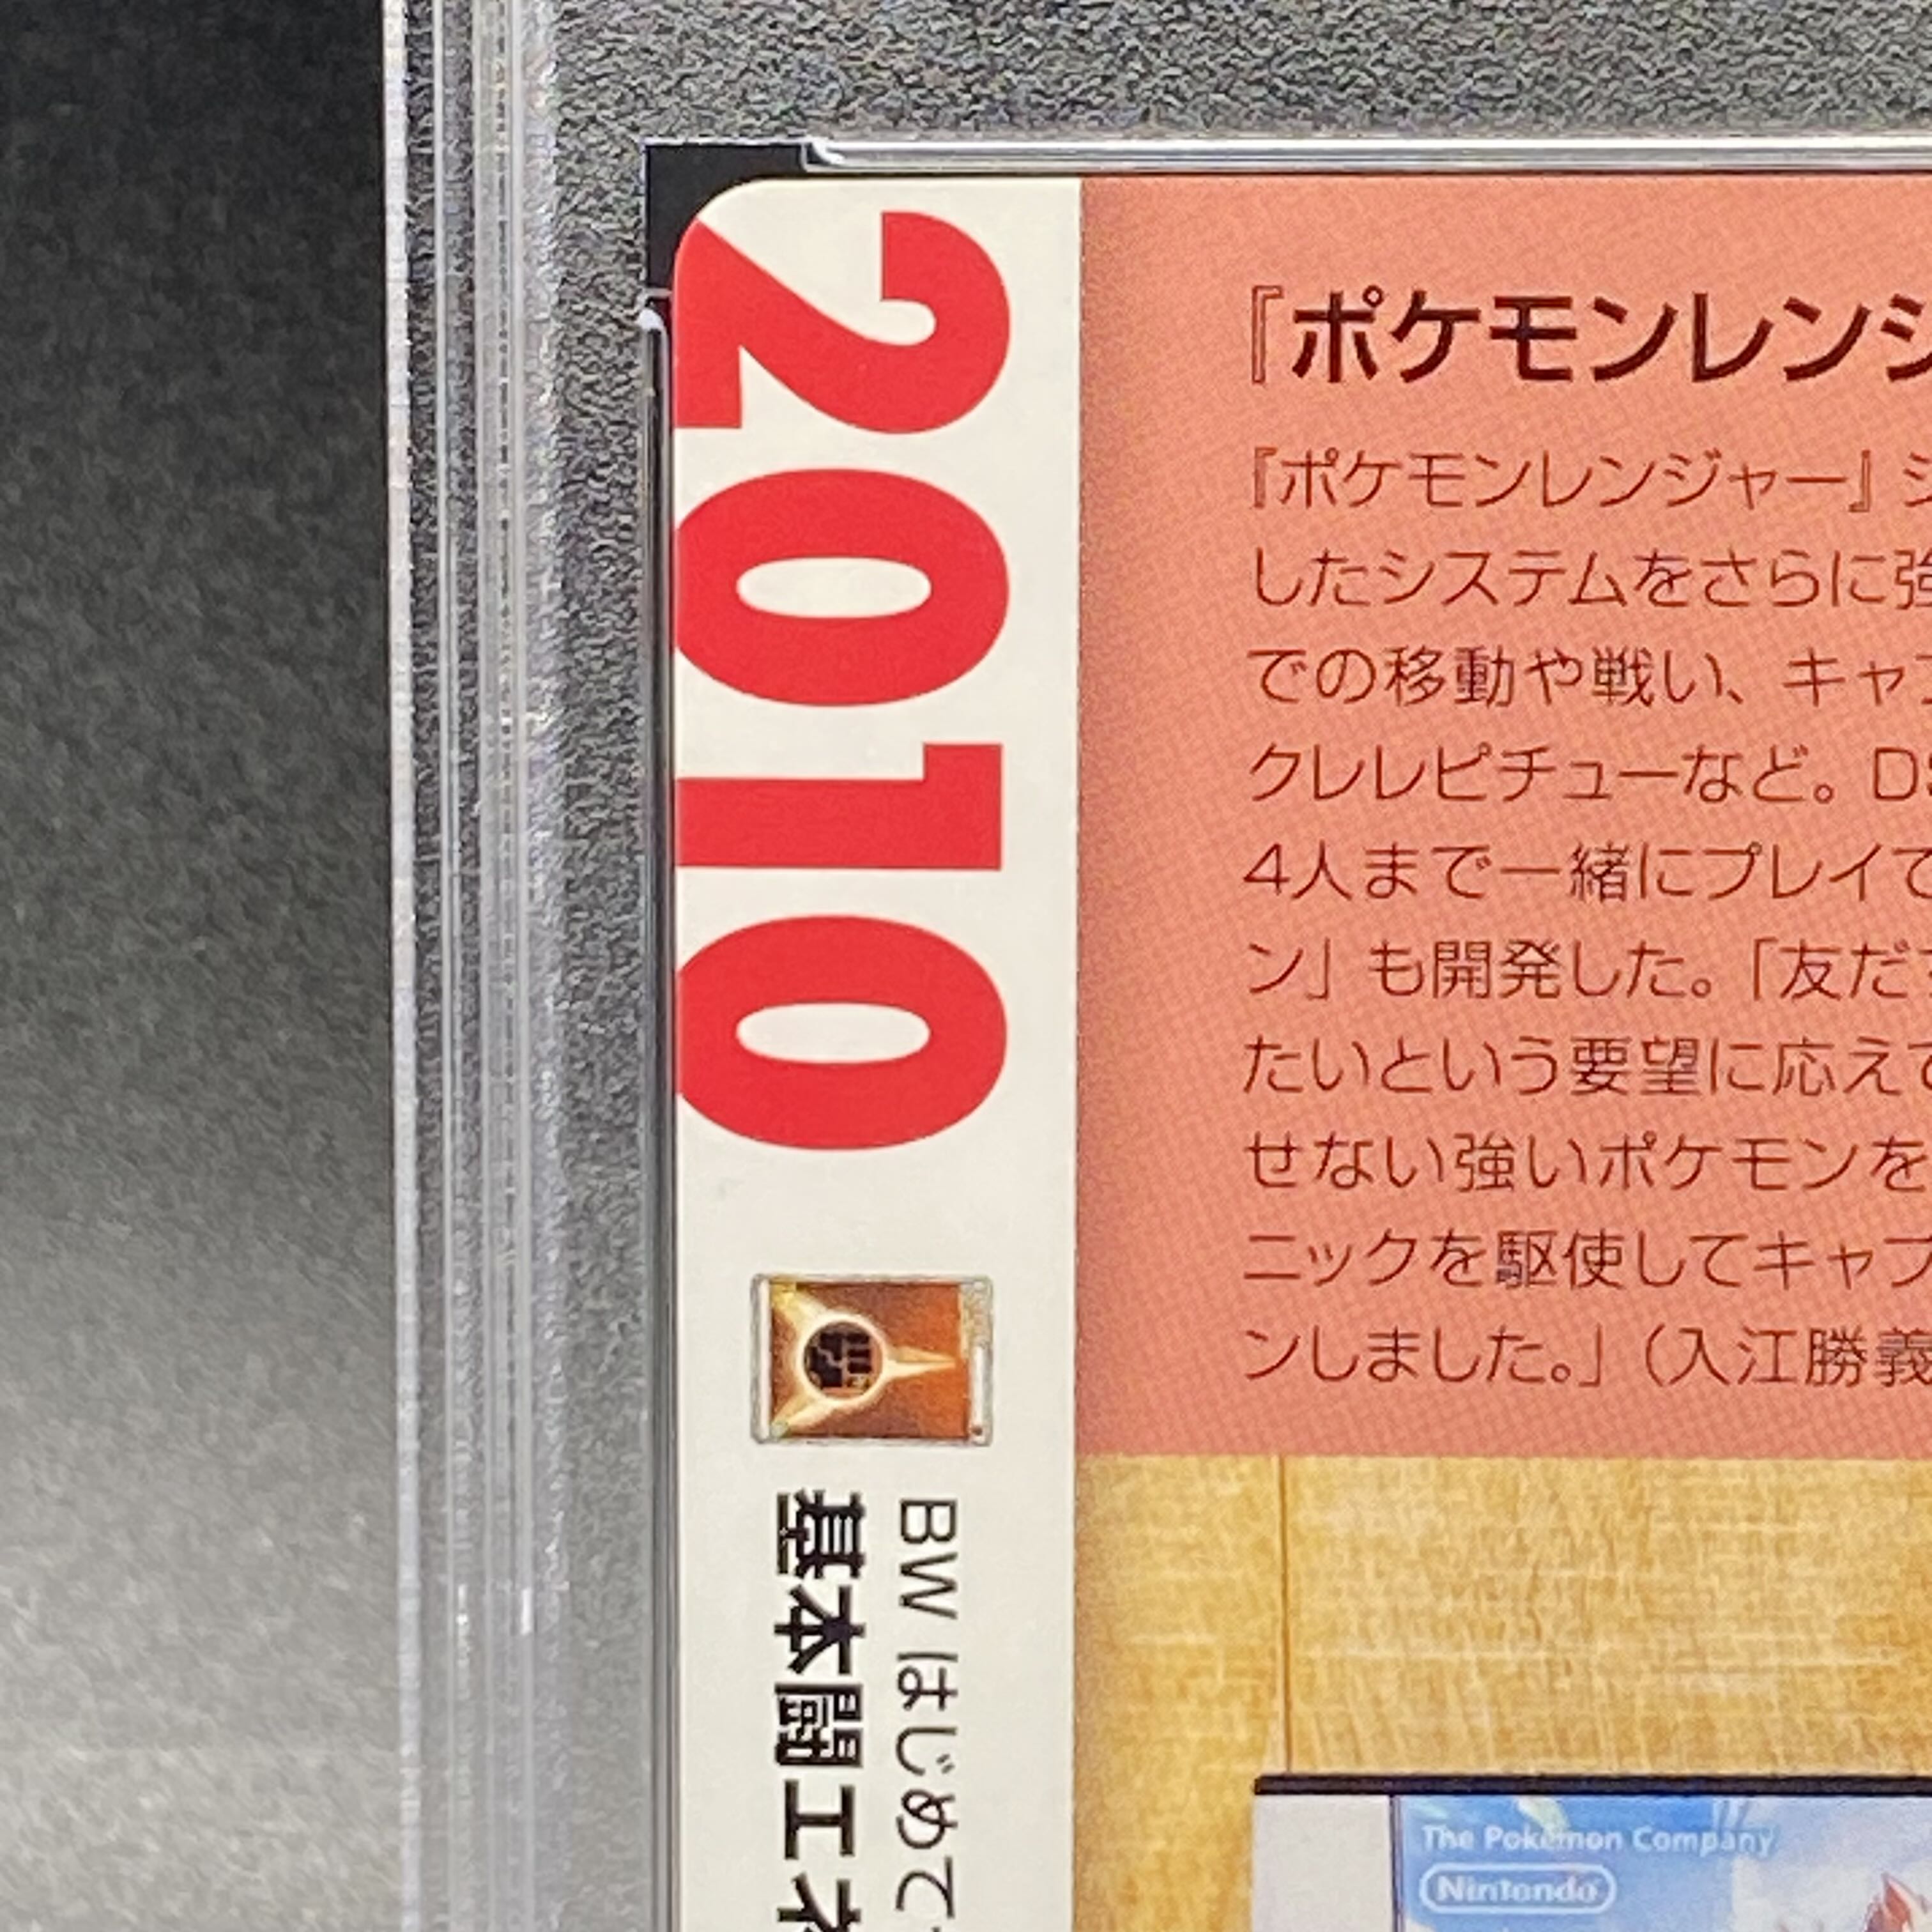 2010
BW はじめて
基本闘エネ
『ポケモンレンジ
『ポケモンレンジャー』シ
したシステムをさらに強
での移動や戦い、キャプ
クレレピチューなど。DS
4人まで一緒にプレイで
ン」も開発した。「友だち
たいという要望に応えて
せない強いポケモンを
ニックを駆使してキャプ
ンしました。」（入江勝義
The Pokémon Company
Nintendo